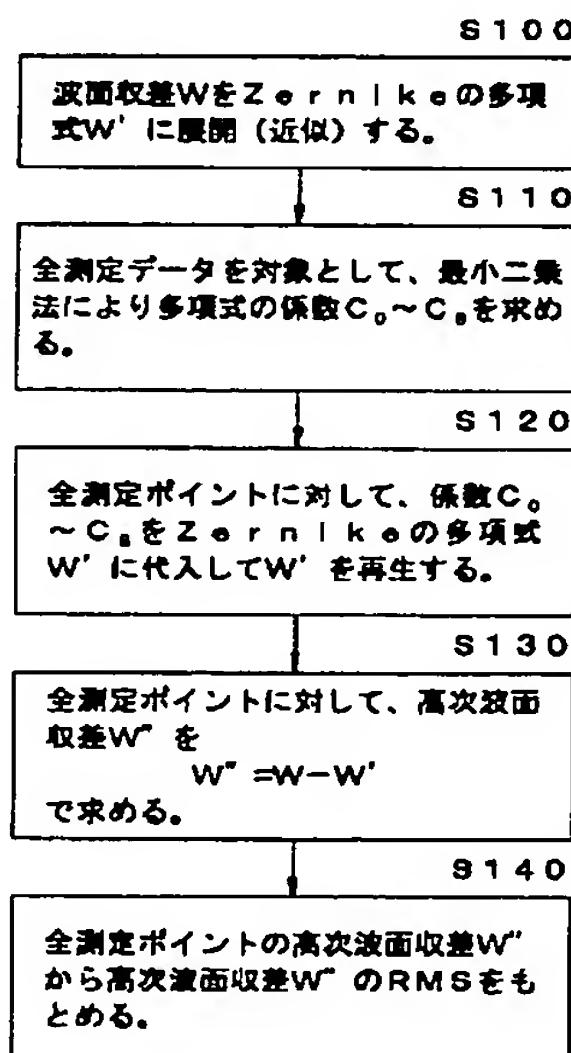 S100
波面収差WをZernikeの多項
式W'に展開（近似）する。
S110
全測定データを対象として、最小二乗
法により多項式の係数C₀～C₈を求め
る。
S120
全測定ポイントに対して、係数C₀
～C₈をZernikeの多項式
W'に代入してW'を再生する。
S130
全測定ポイントに対して、高次波面
収差W"を
W"=W−W'
で求める。
S140
全測定ポイントの高次波面収差W"
から高次波面収差W"のRMSをも
とめる。